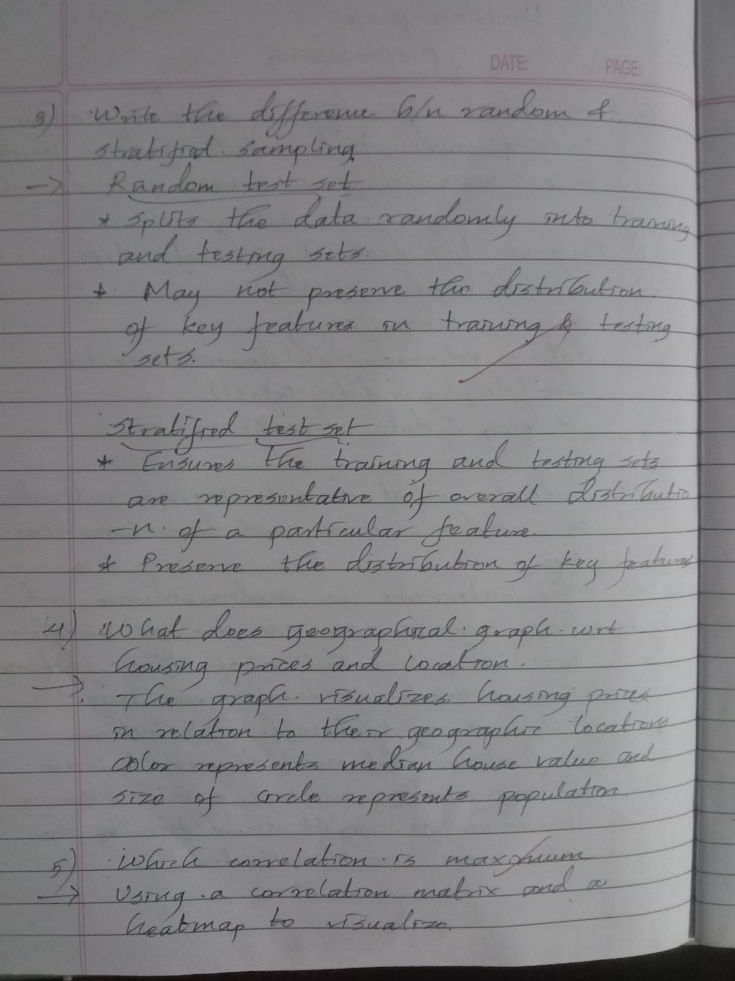 DATE: PAGE:
3) Write the difference b/n random &
stratified sampling.
→ Random test set
* Splits the data randomly into training
and testing sets.
* May not preserve the distribution
of key features in training & testing
sets.
Stratified test set
* Ensures the training and testing sets
are representative of overall distributio
-n. of a particular feature.
* Preserve the distribution of key features
4) What does geographical graph wrt
housing prices and location.
→ The graph visualizes housing prices
in relation to their geographic locations
color represents median house value and
size of circle represents population.
5) Which correlation is maximum
→ Using a correlation matrix and a
heatmap to visualize.